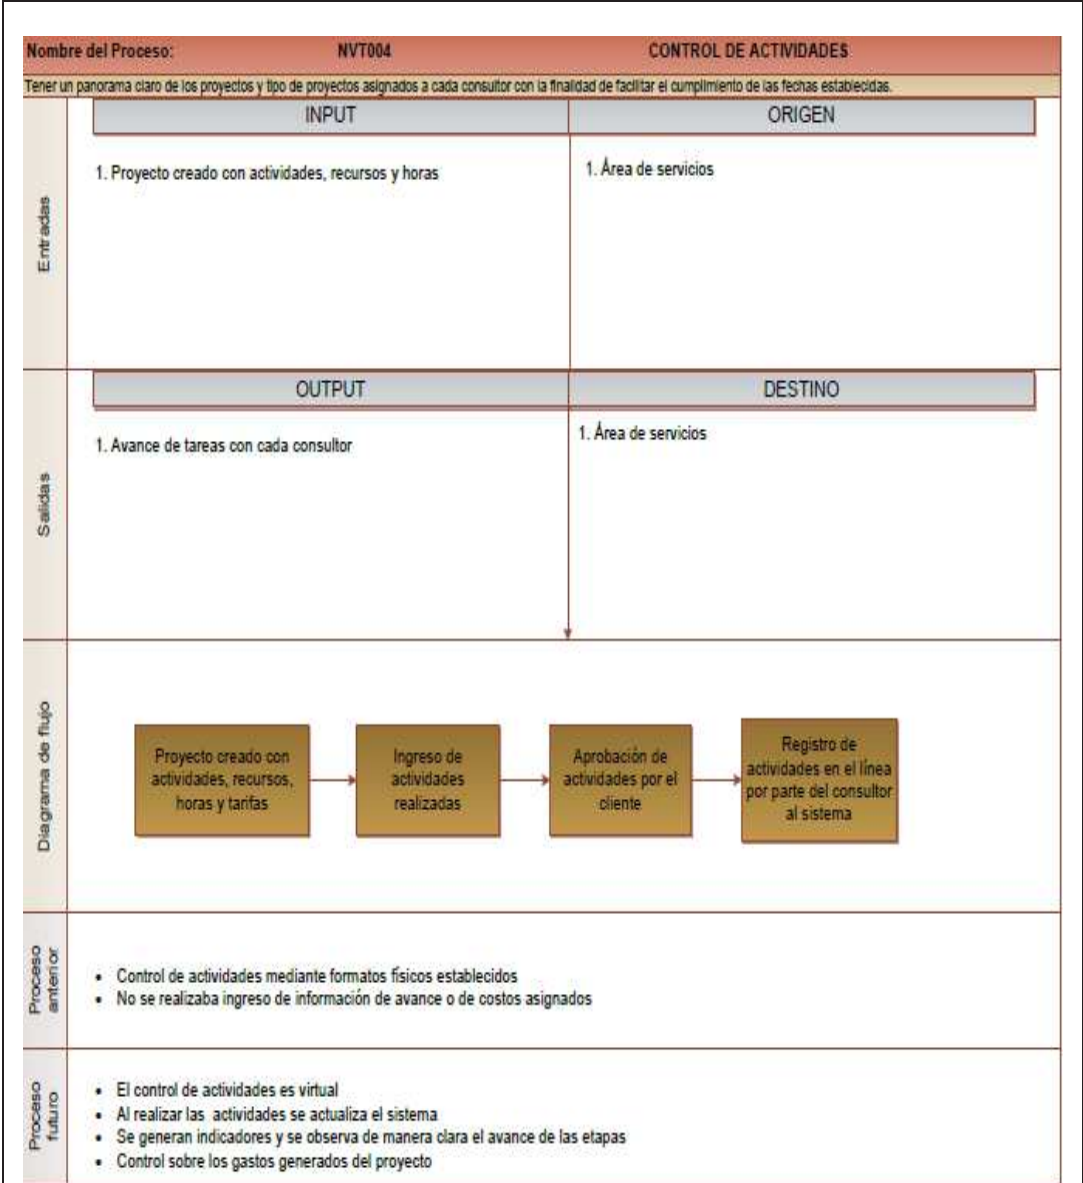 Nombre del Proceso: NVT004 CONTROL DE ACTIVIDADES
Tener un panorama claro de los proyectos y tipo de proyectos asignados a cada consultor con la finalidad de facilitar el cumplimiento de las fechas establecidas.
Entradas
INPUT
ORIGEN
1. Proyecto creado con actividades, recursos y horas
1. Área de servicios
Salidas
OUTPUT
DESTINO
1. Avance de tareas con cada consultor
1. Área de servicios
Diagrama de flujo
Proyecto creado con
actividades, recursos,
horas y tarifas
Ingreso de
actividades
realizadas
Aprobación de
actividades por el
cliente
Registro de
actividades en el línea
por parte del consultor
al sistema
Proceso
anterior
• Control de actividades mediante formatos físicos establecidos
• No se realizaba ingreso de información de avance o de costos asignados
Proceso
futuro
• El control de actividades es virtual
• Al realizar las actividades se actualiza el sistema
• Se generan indicadores y se observa de manera clara el avance de las etapas
• Control sobre los gastos generados del proyecto